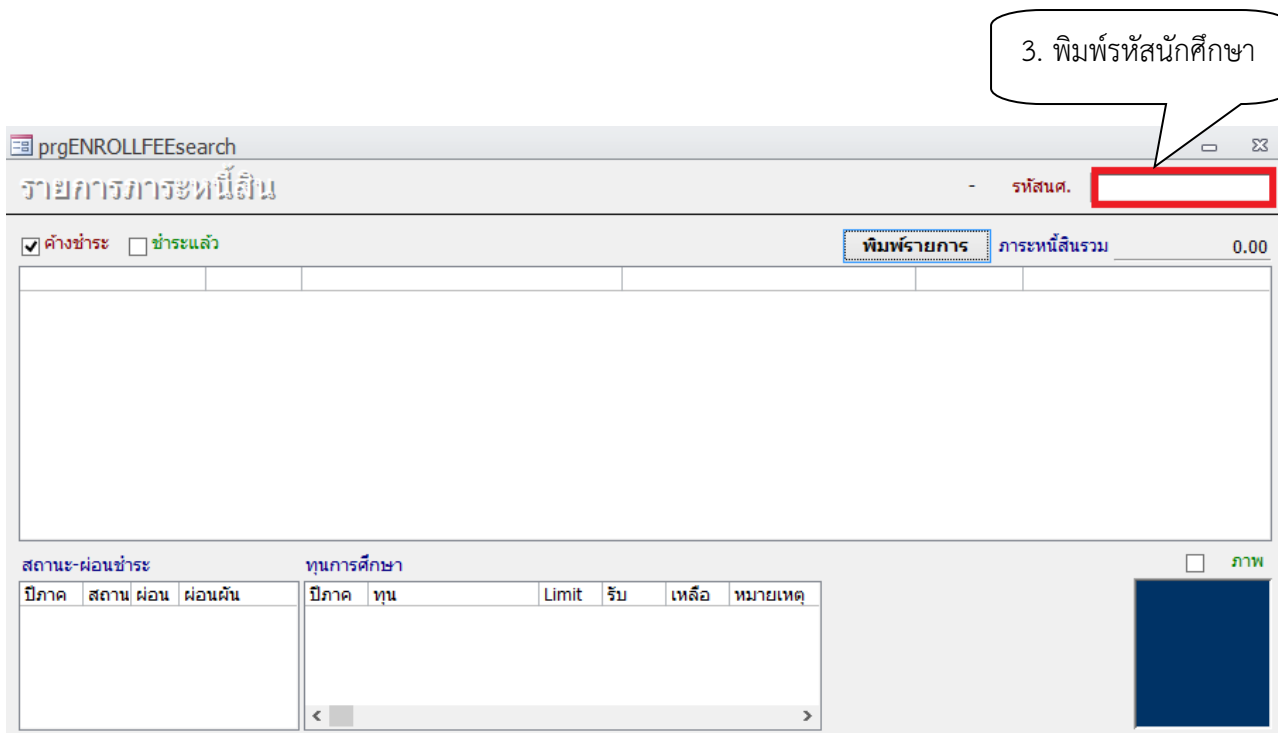 3. พิมพ์รหัสนักศึกษา
prgENROLLFEEsearch
รายการภาระหนี้สิน - รหัสนศ.
ค้างชำระ ชำระแล้ว พิมพ์รายการ ภาระหนี้สินรวม 0.00
สถานะ-ผ่อนชำระ ทุนการศึกษา ภาพ
ปีภาค สถาน ผ่อน ผ่อนผัน ปีภาค ทุน Limit รับ เหลือ หมายเหตุ